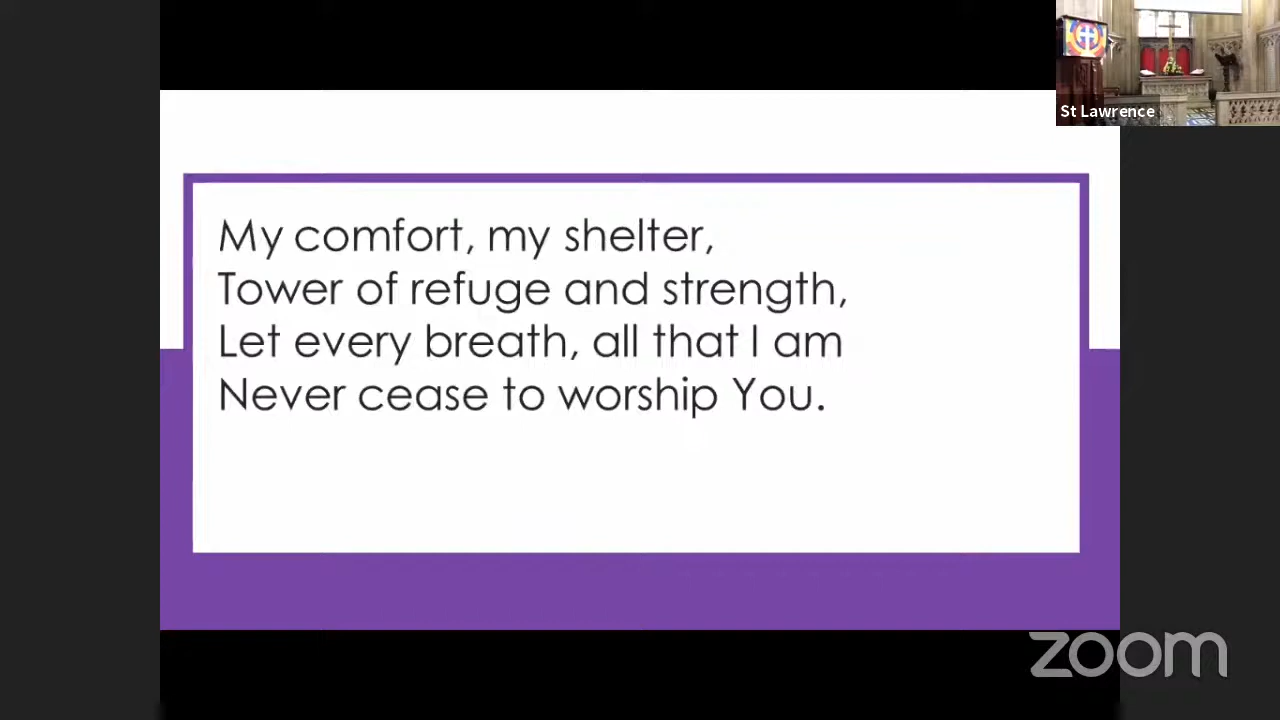 St Lawrence
My comfort, my shelter,
Tower of refuge and strength,
Let every breath, all that I am
Never cease to worship You.
zoom